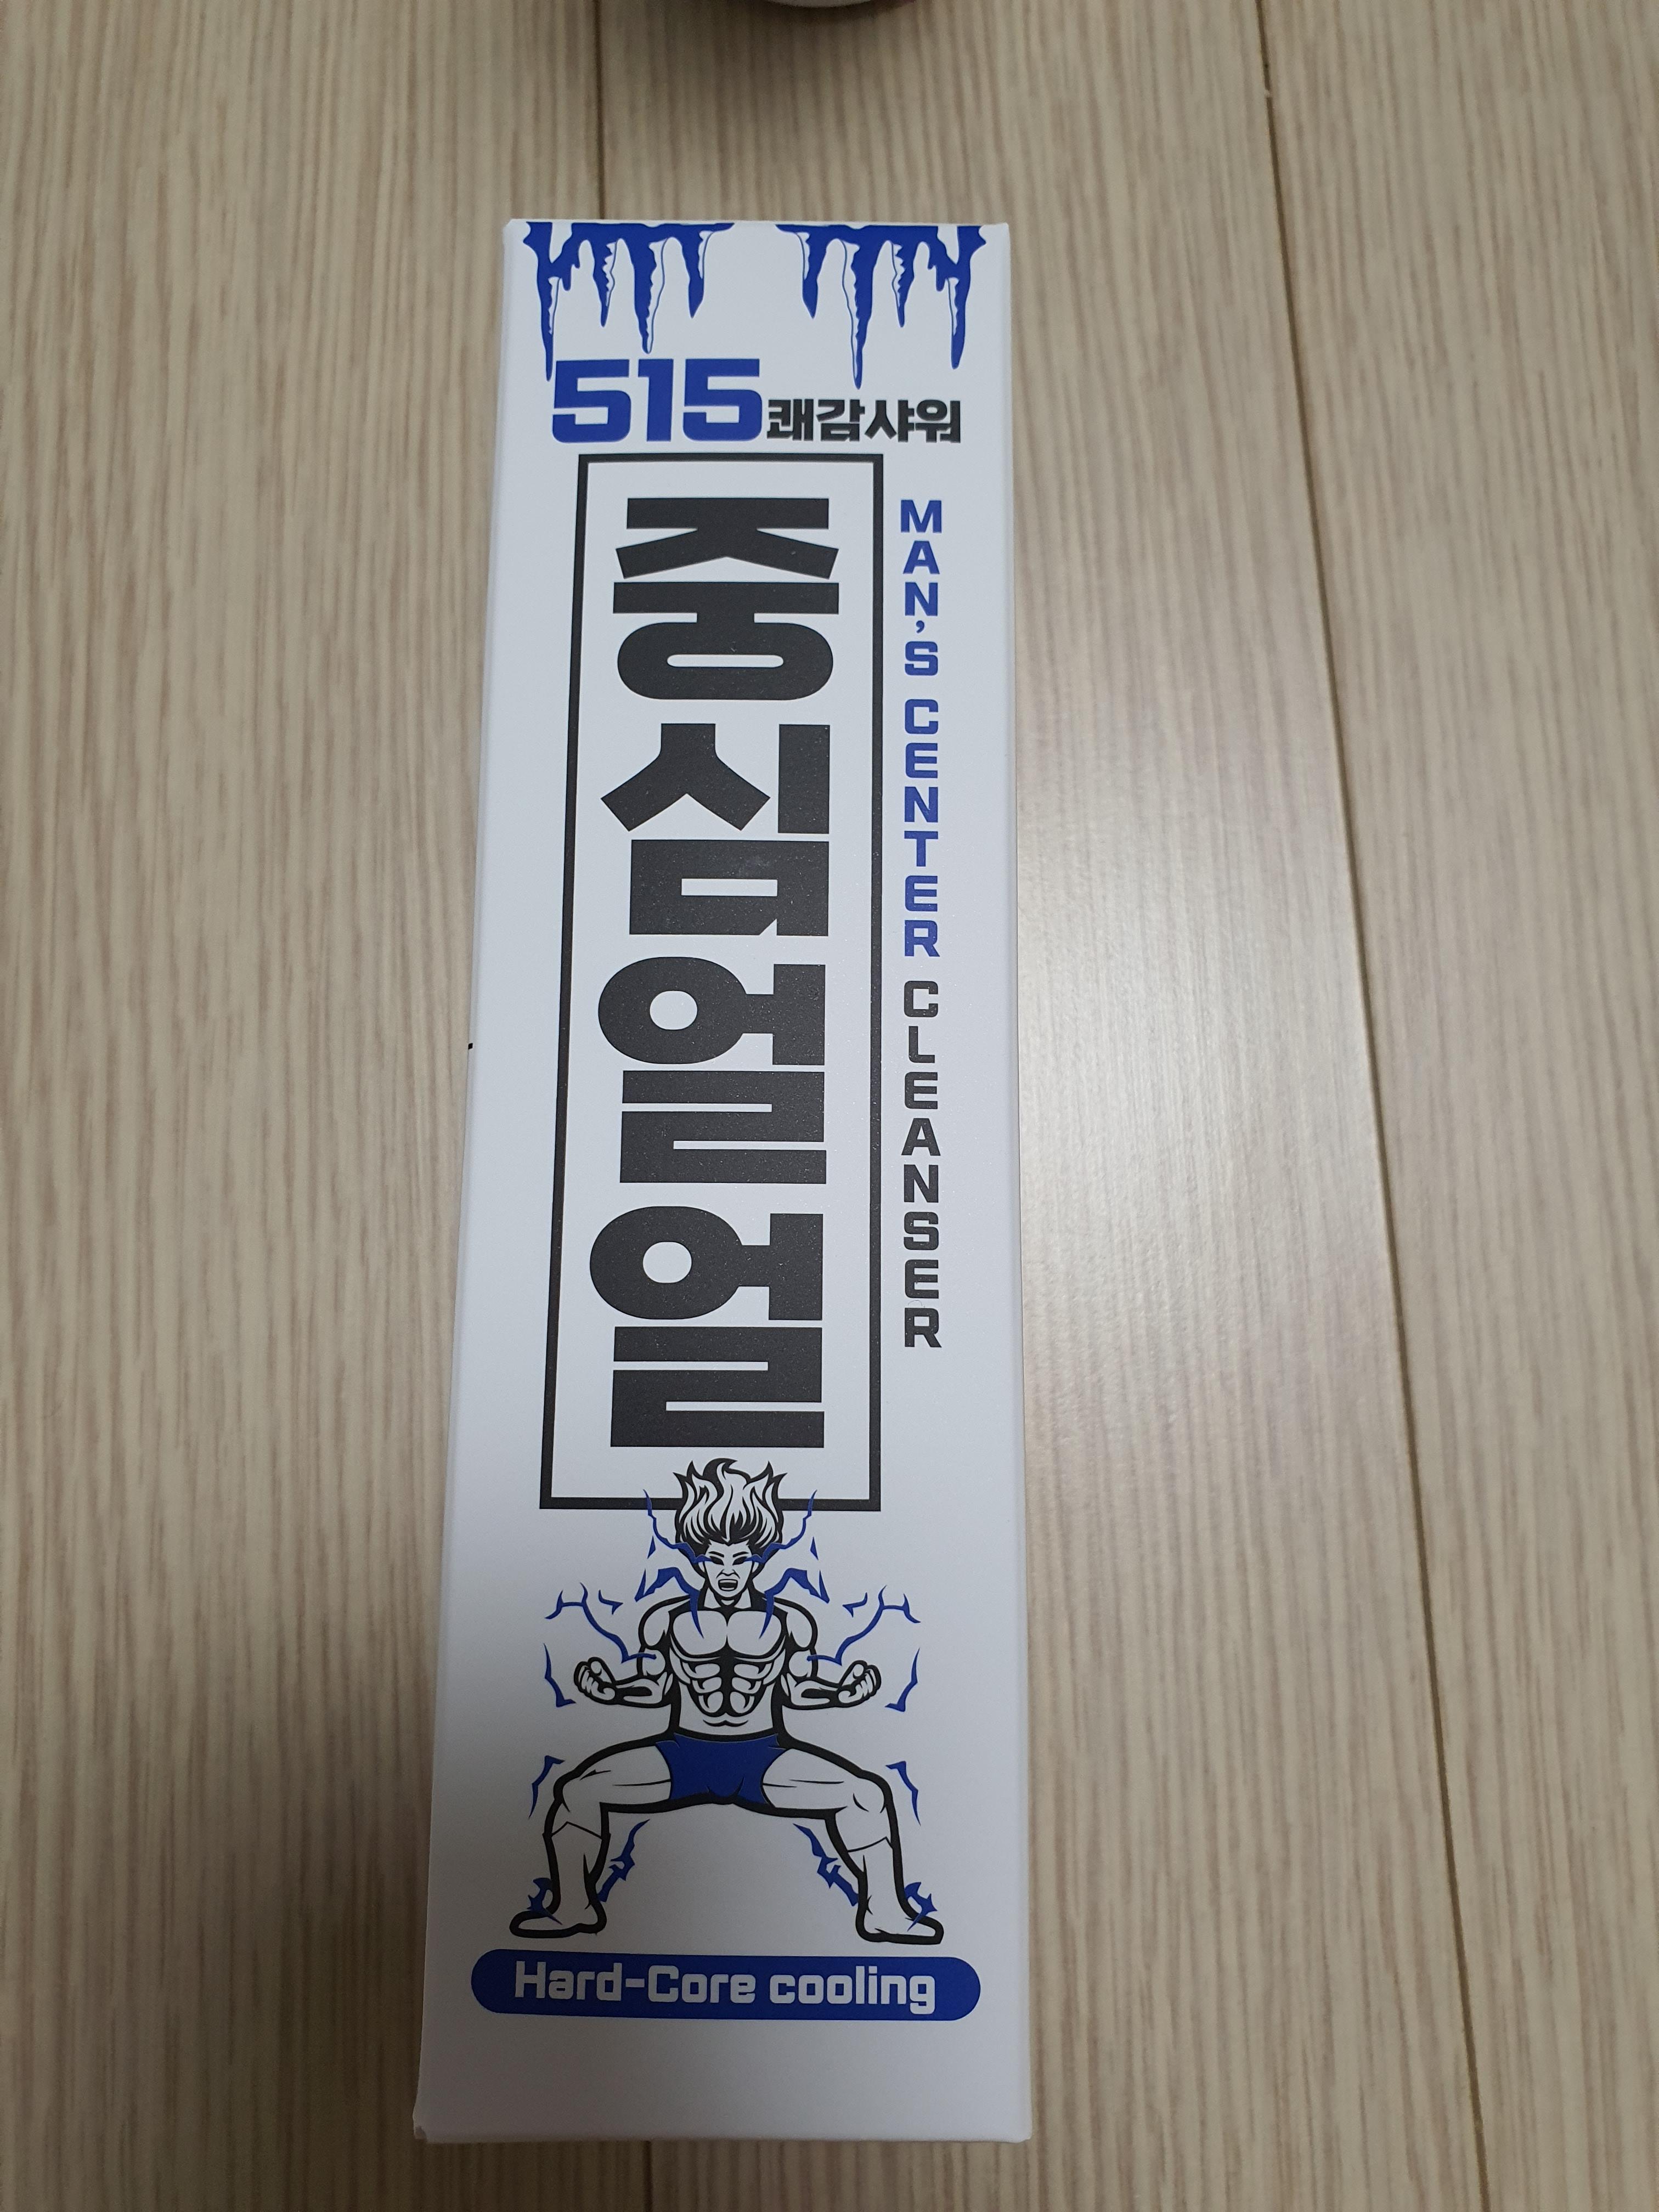 515쾌감샤워
중심얼얼
MAN'S CENTER CLEANSER
Hard-Core cooling